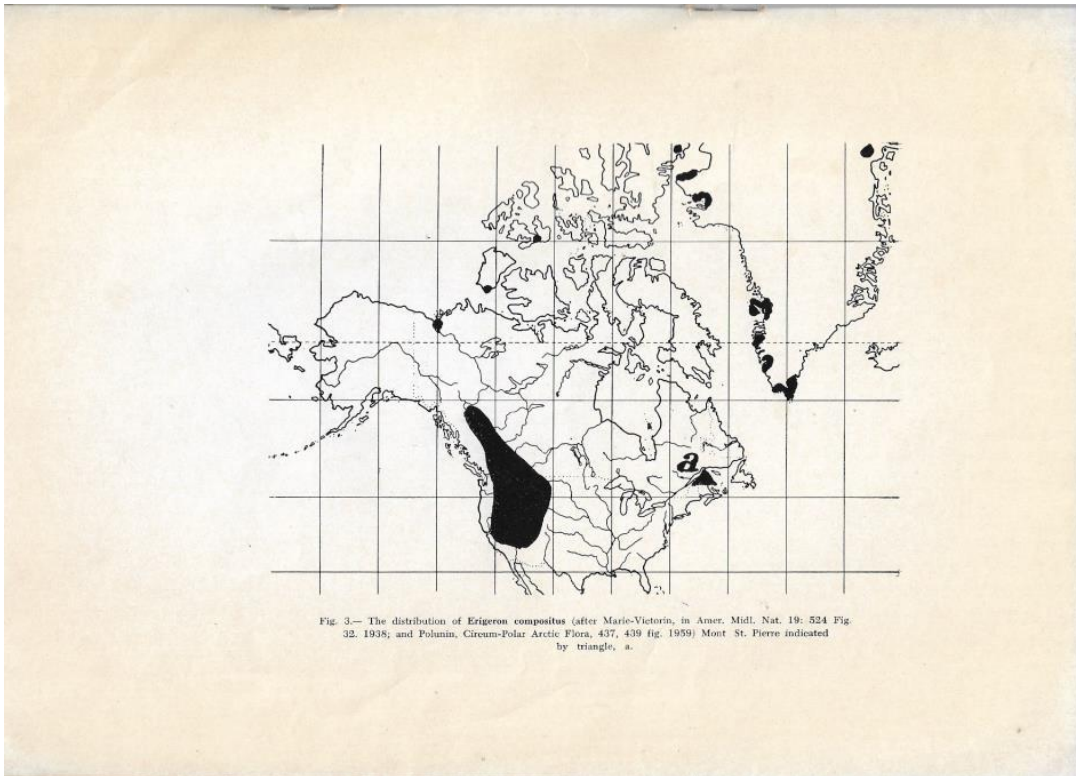 a
Fig. 3.— The distribution of Erigeron compositus (after Marie-Victorin, in Amer. Midl. Nat. 19: 524 Fig.
32. 1938; and Polunin, Circum-Polar Arctic Flora, 437, 439 fig. 1959) Mont St. Pierre indicated
by triangle, a.